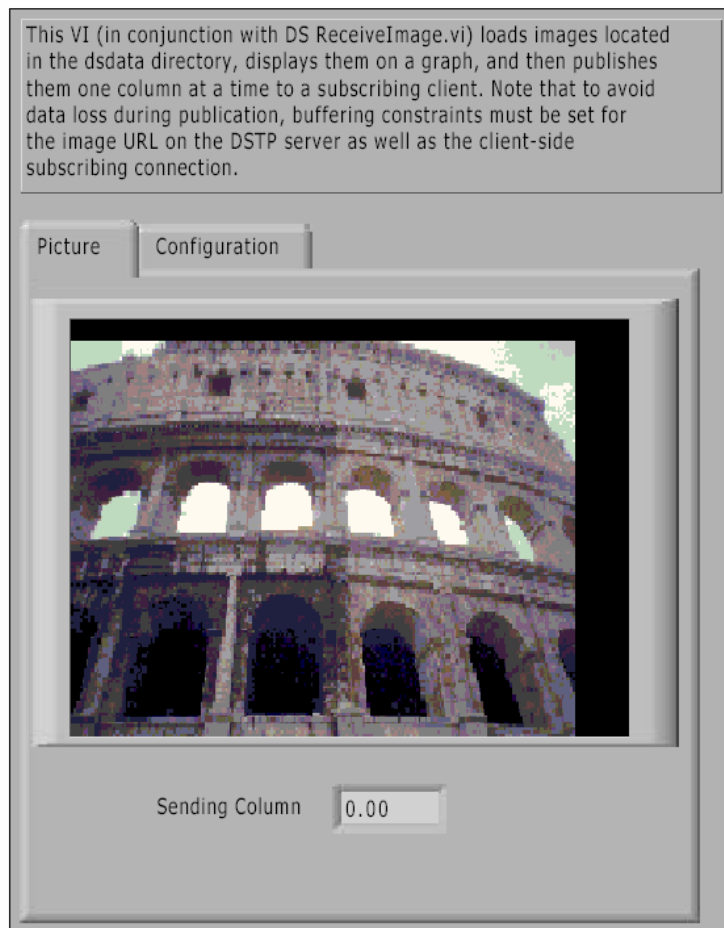 This VI (in conjunction with DS ReceiveImage.vi) loads images located
in the dsdata directory, displays them on a graph, and then publishes
them one column at a time to a subscribing client. Note that to avoid
data loss during publication, buffering constraints must be set for
the image URL on the DSTP server as well as the client-side
subscribing connection.
Picture
Configuration
Sending Column
0.00